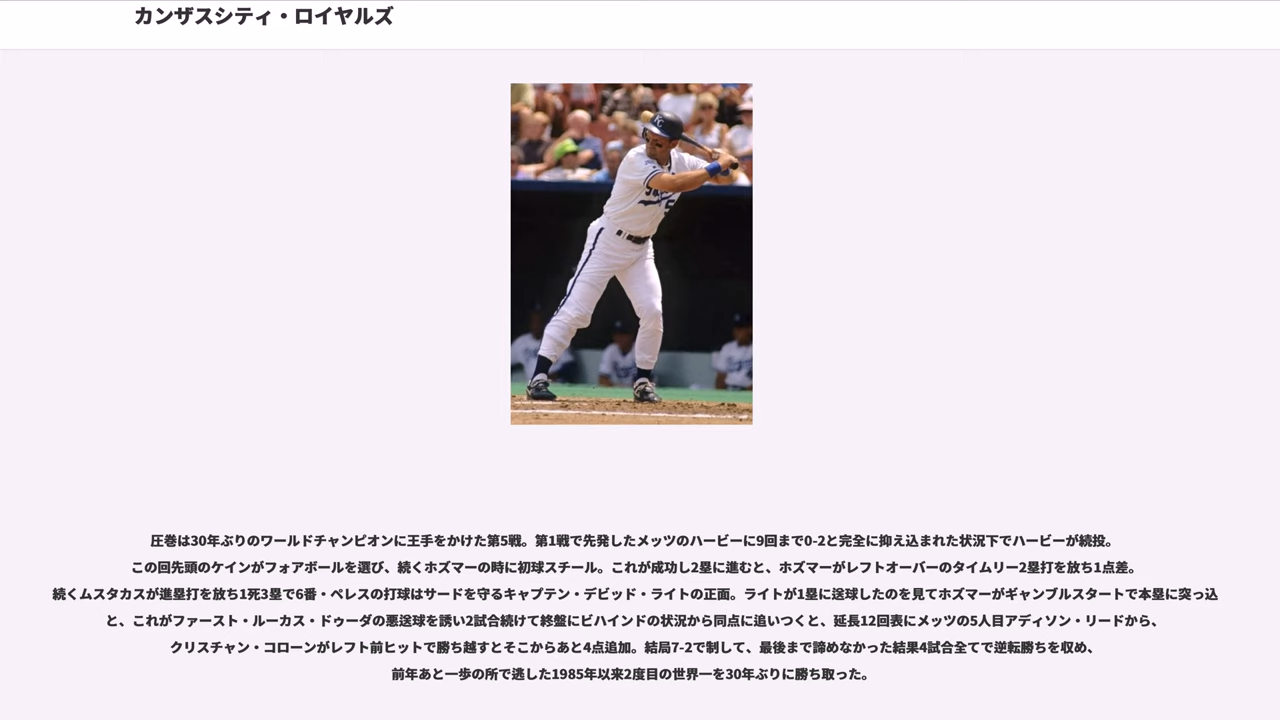 カンザスシティ・ロイヤルズ
KC
圧巻は30年ぶりのワールドチャンピオンに王手をかけた第5戦。第1戦で先発したメッツのハービーに9回まで0-2と完全に抑え込まれた状況下でハービーが続投。
この回先頭のケインがフォアボールを選び、続くホズマーの時に初球スチール。これが成功し2塁に進むと、ホズマーがレフトオーバーのタイムリー2塁打を放ち1点差。
続くムスタカスが進塁打を放ち1死3塁で6番・ペレスの打球はサードを守るキャプテン・デビッド・ライトの正面。ライトが1塁に送球したのを見てホズマーがギャンブルスタートで本塁に突っ込
と、これがファースト・ルーカス・ドゥーダの悪送球を誘い2試合続けて終盤にビハインドの状況から同点に追いつくと、延長12回表にメッツの5人目アディソン・リードから、
クリスチャン・コローンがレフト前ヒットで勝ち越すとそこからあと4点追加。結局7-2で制して、最後まで諦めなかった結果4試合全てで逆転勝ちを収め、
前年あと一歩の所で逃した1985年以来2度目の世界一を30年ぶりに勝ち取った。